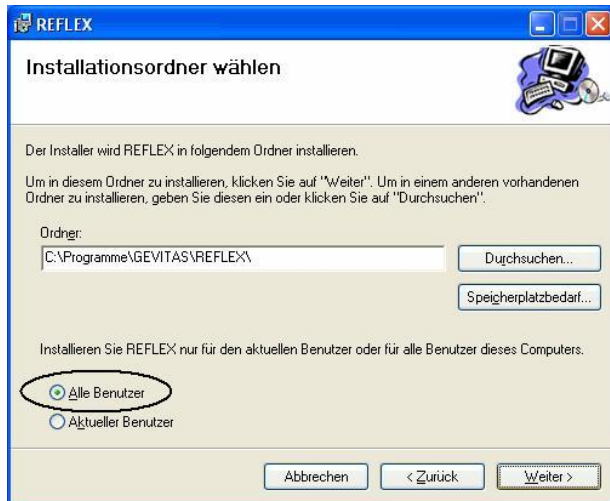 REFLEX
Installationsordner wählen
Der Installer wird REFLEX in folgendem Ordner installieren.
Um in diesem Ordner zu installieren, klicken Sie auf "Weiter". Um in einem anderen vorhandenen
Ordner zu installieren, geben Sie diesen ein oder klicken Sie auf "Durchsuchen".
Ordner:
C:\Programme\GEVITAS\REFLEX\
Durchsuchen...
Speicherplatzbedarf...
Installieren Sie REFLEX nur für den aktuellen Benutzer oder für alle Benutzer dieses Computers.
Alle Benutzer
Aktueller Benutzer
Abbrechen
< Zurück
Weiter >